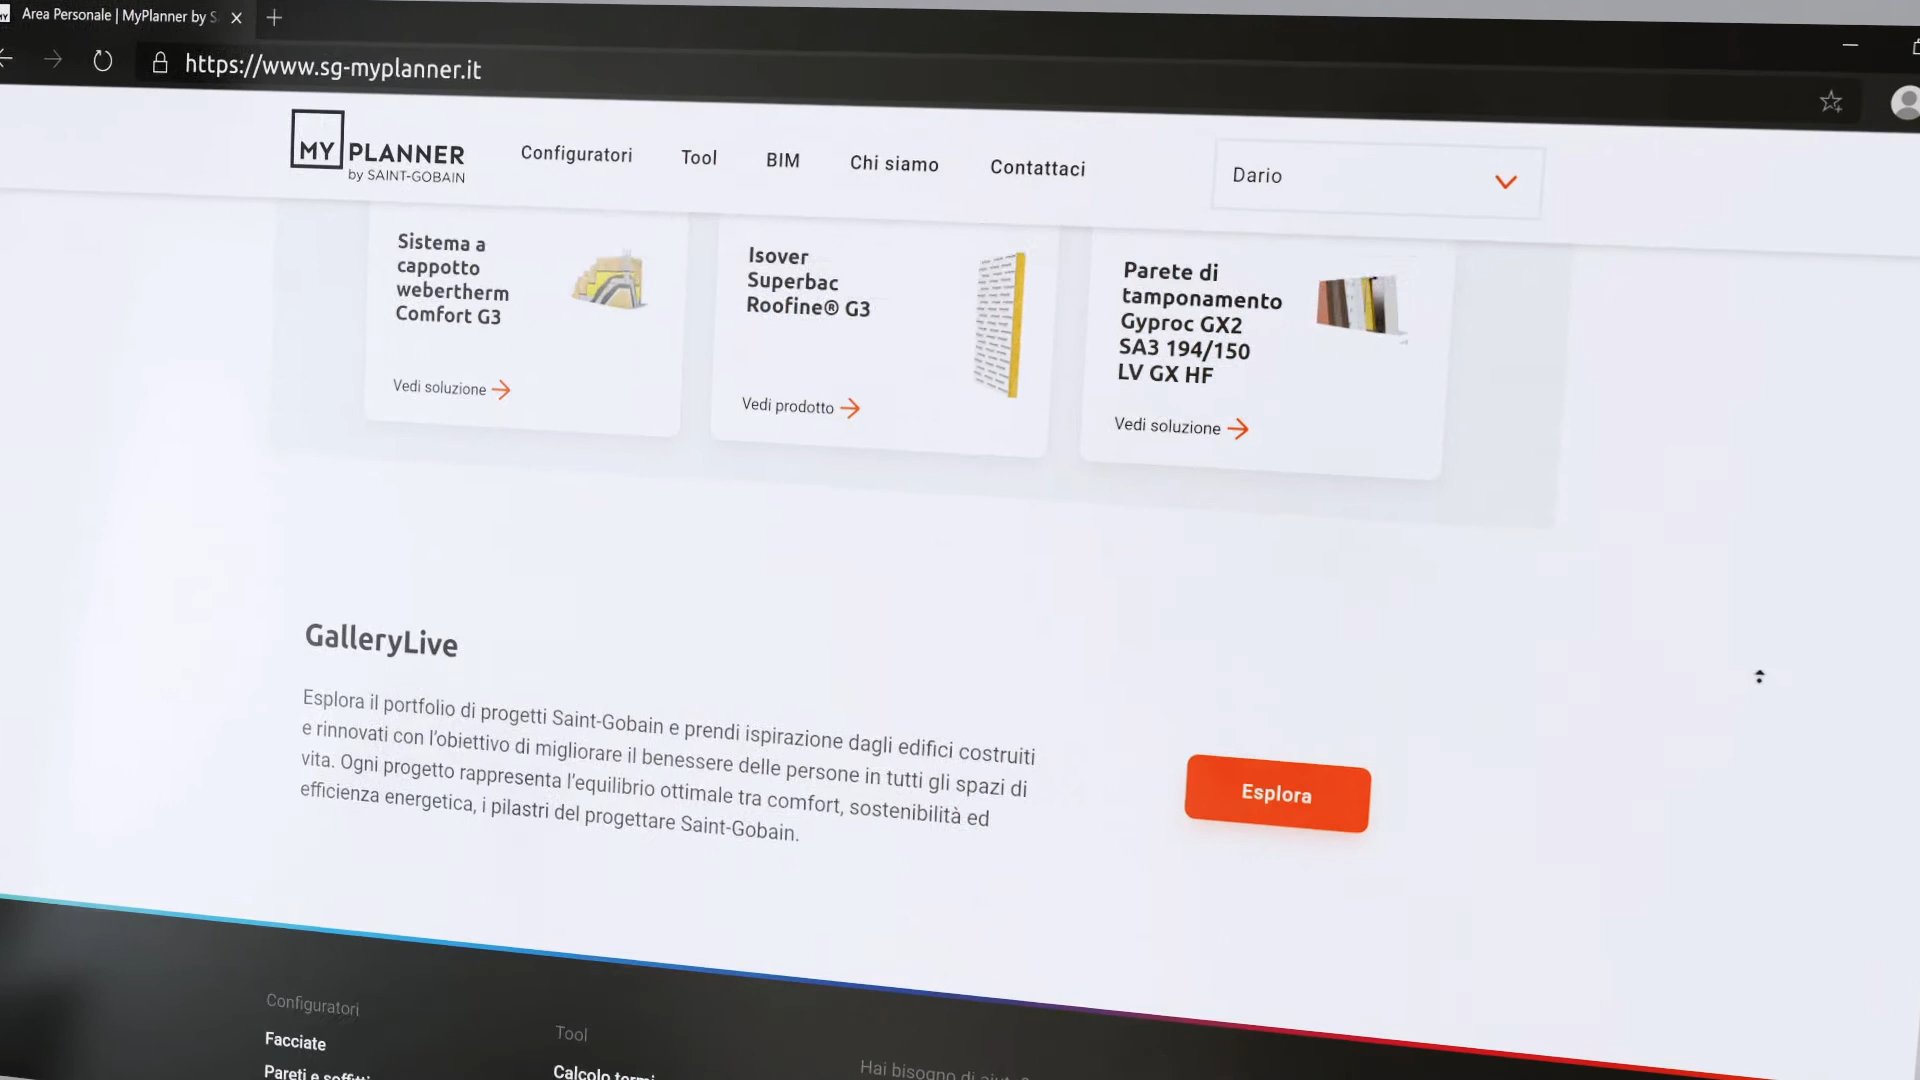 Area Personale | MyPlanner by S
https://www.sg-myplanner.it
MY PLANNER
by SAINT-GOBAIN
Configuratori
Tool
BIM
Chi siamo
Contattaci
Dario
Sistema a
cappotto
webertherm
Comfort G3
Vedi soluzione
Isover
Superbac
Roofine® G3
Vedi prodotto
Parete di
tamponamento
Gyproc GX2
SA3 194/150
LV GX HF
Vedi soluzione
GalleryLive
Esplora il portfolio di progetti Saint-Gobain e prendi ispirazione dagli edifici costruiti
e rinnovati con l'obiettivo di migliorare il benessere delle persone in tutti gli spazi di
vita. Ogni progetto rappresenta l'equilibrio ottimale tra comfort, sostenibilità ed
efficienza energetica, i pilastri del progettare Saint-Gobain.
Esplora
Configuratori
Facciate
Pareti e soffitti
Tool
Calcolo
Hai bisogno di